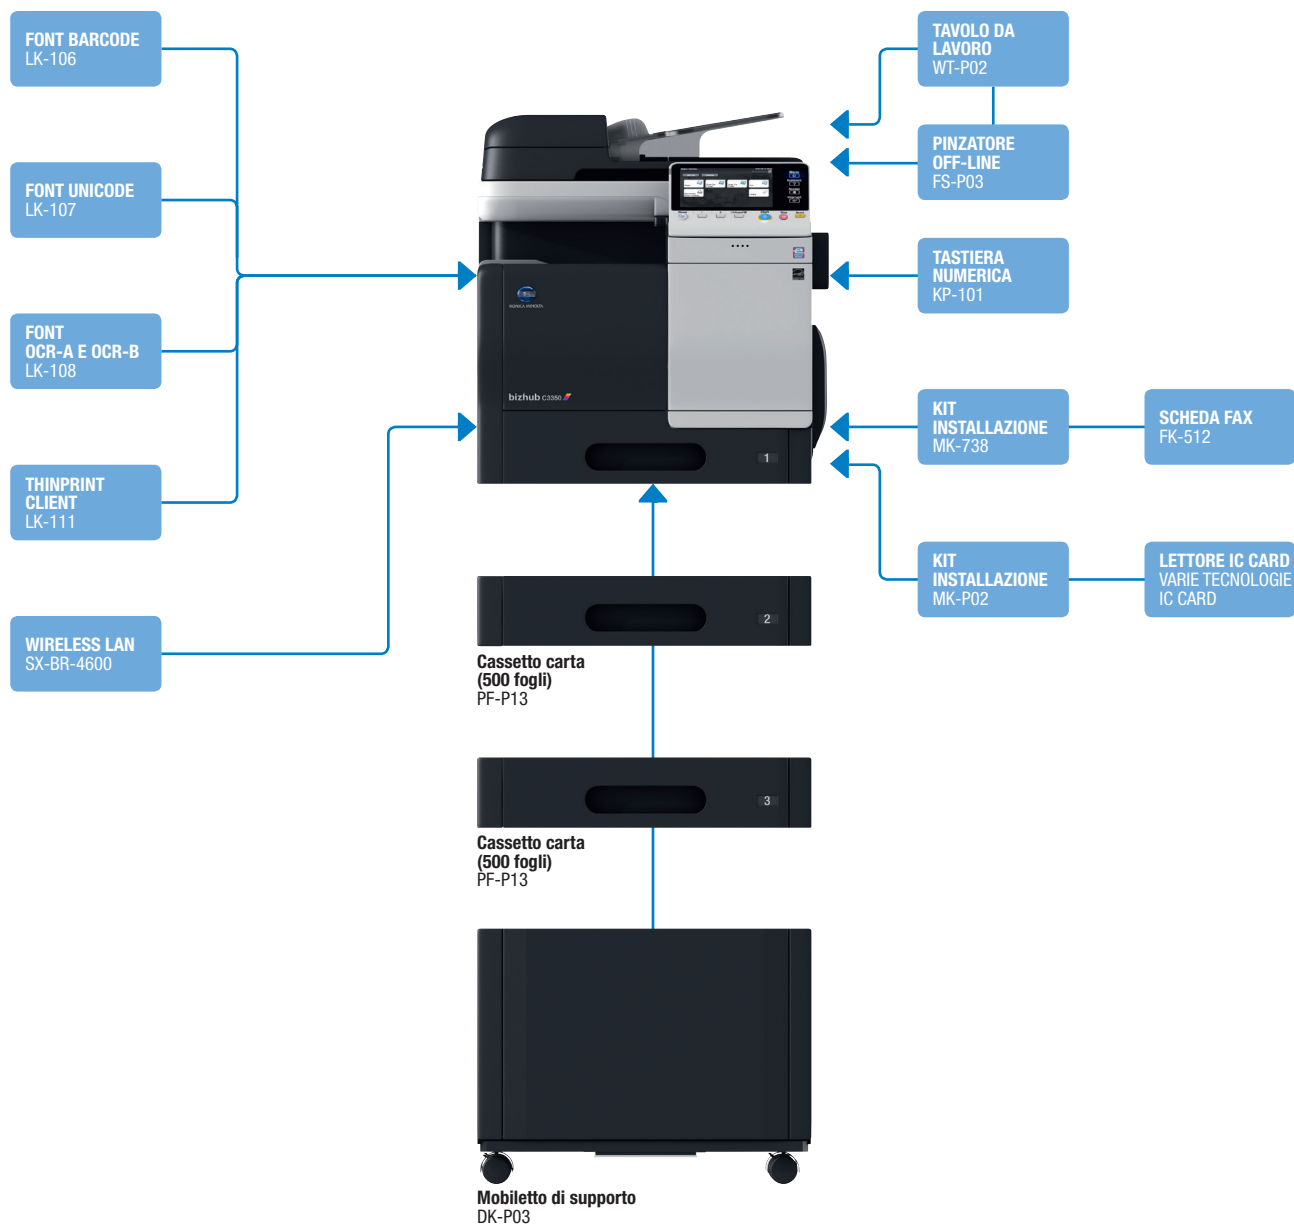 FONT BARCODE
LK-106
FONT UNICODE
LK-107
FONT
OCR-A E OCR-B
LK-108
THINPRINT
CLIENT
LK-111
WIRELESS LAN
SX-BR-4600
KONICA MINOLTA
bizhub C3350
1
2
Cassetto carta
(500 fogli)
PF-P13
3
Cassetto carta
(500 fogli)
PF-P13
Mobiletto di supporto
DK-P03
TAVOLO DA
LAVORO
WT-P02
PINZATORE
OFF-LINE
FS-P03
TASTIERA
NUMERICA
KP-101
KIT
INSTALLAZIONE
MK-738
SCHEDA FAX
FK-512
KIT
INSTALLAZIONE
MK-P02
LETTORE IC CARD
VARIE TECNOLOGIE
IC CARD